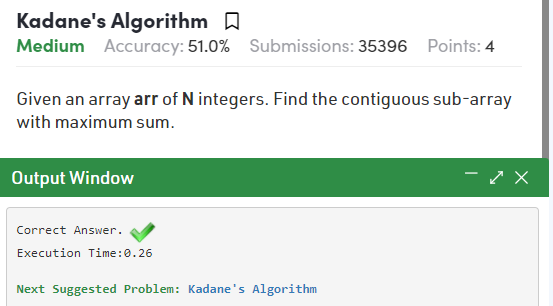 Kadane's Algorithm
Medium Accuracy: 51.0% Submissions: 35396 Points: 4
Given an array arr of N integers. Find the contiguous sub-array
with maximum sum.
Output Window
Correct Answer.
Execution Time:0.26
Next Suggested Problem: Kadane's Algorithm